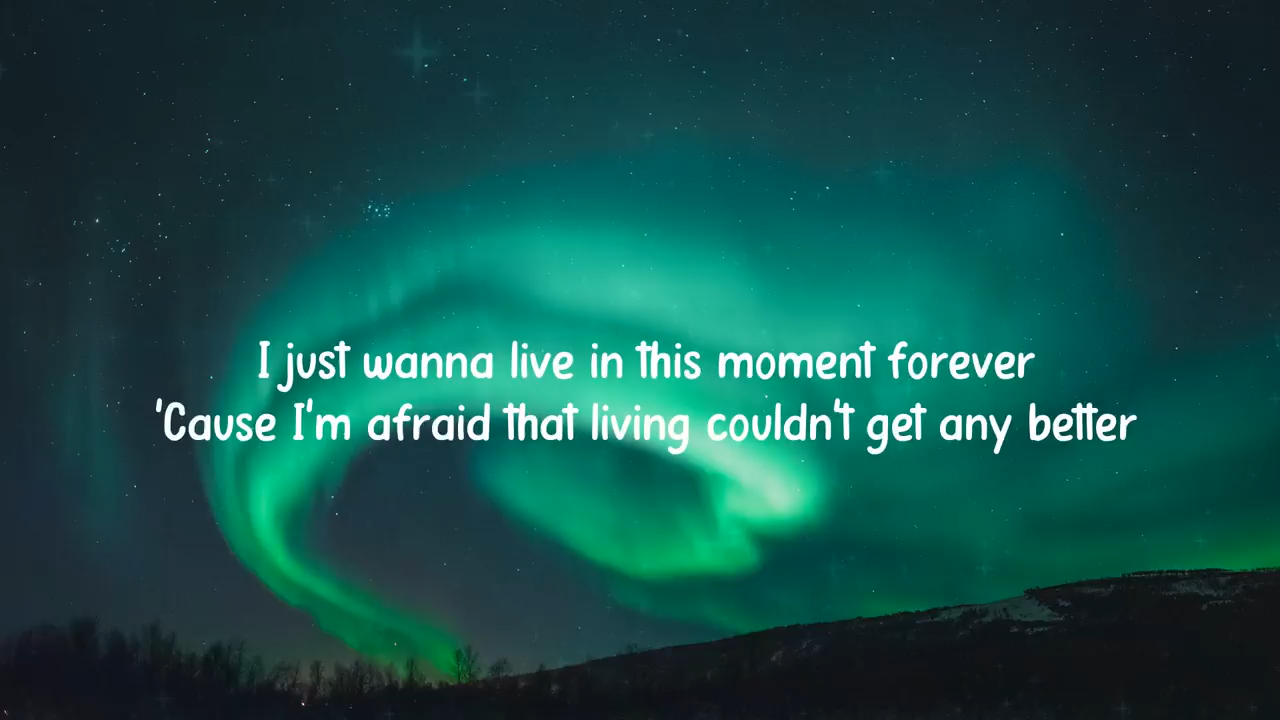 I just wanna live in this moment forever
'Cause I'm afraid that living couldn't get any better